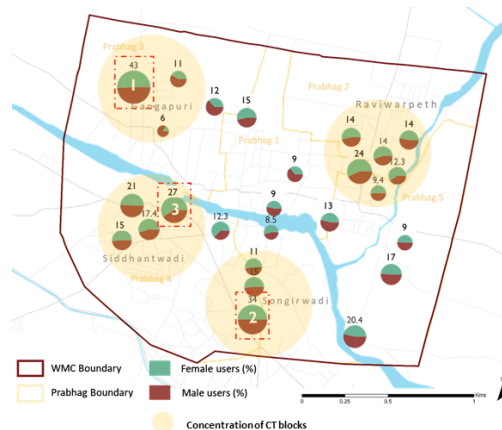 Prabhag 3
43
11
1
Gangapuri
6
12
15
Prabhag 2
Raviwarpeth
Prabhag 1
14
14
14
24
12.3
9.4
Prabhag 5
9
9
21
27
3
17.4
15
Siddhantwadi
Prabhag 4
12.3
8.5
13
9
17
11
15
Songirwadi
34
2
20.4
WMC Boundary
Female users (%)
Prabhag Boundary
Male users (%)
Concentration of CT blocks
0 0.25 0.5 1 Kms